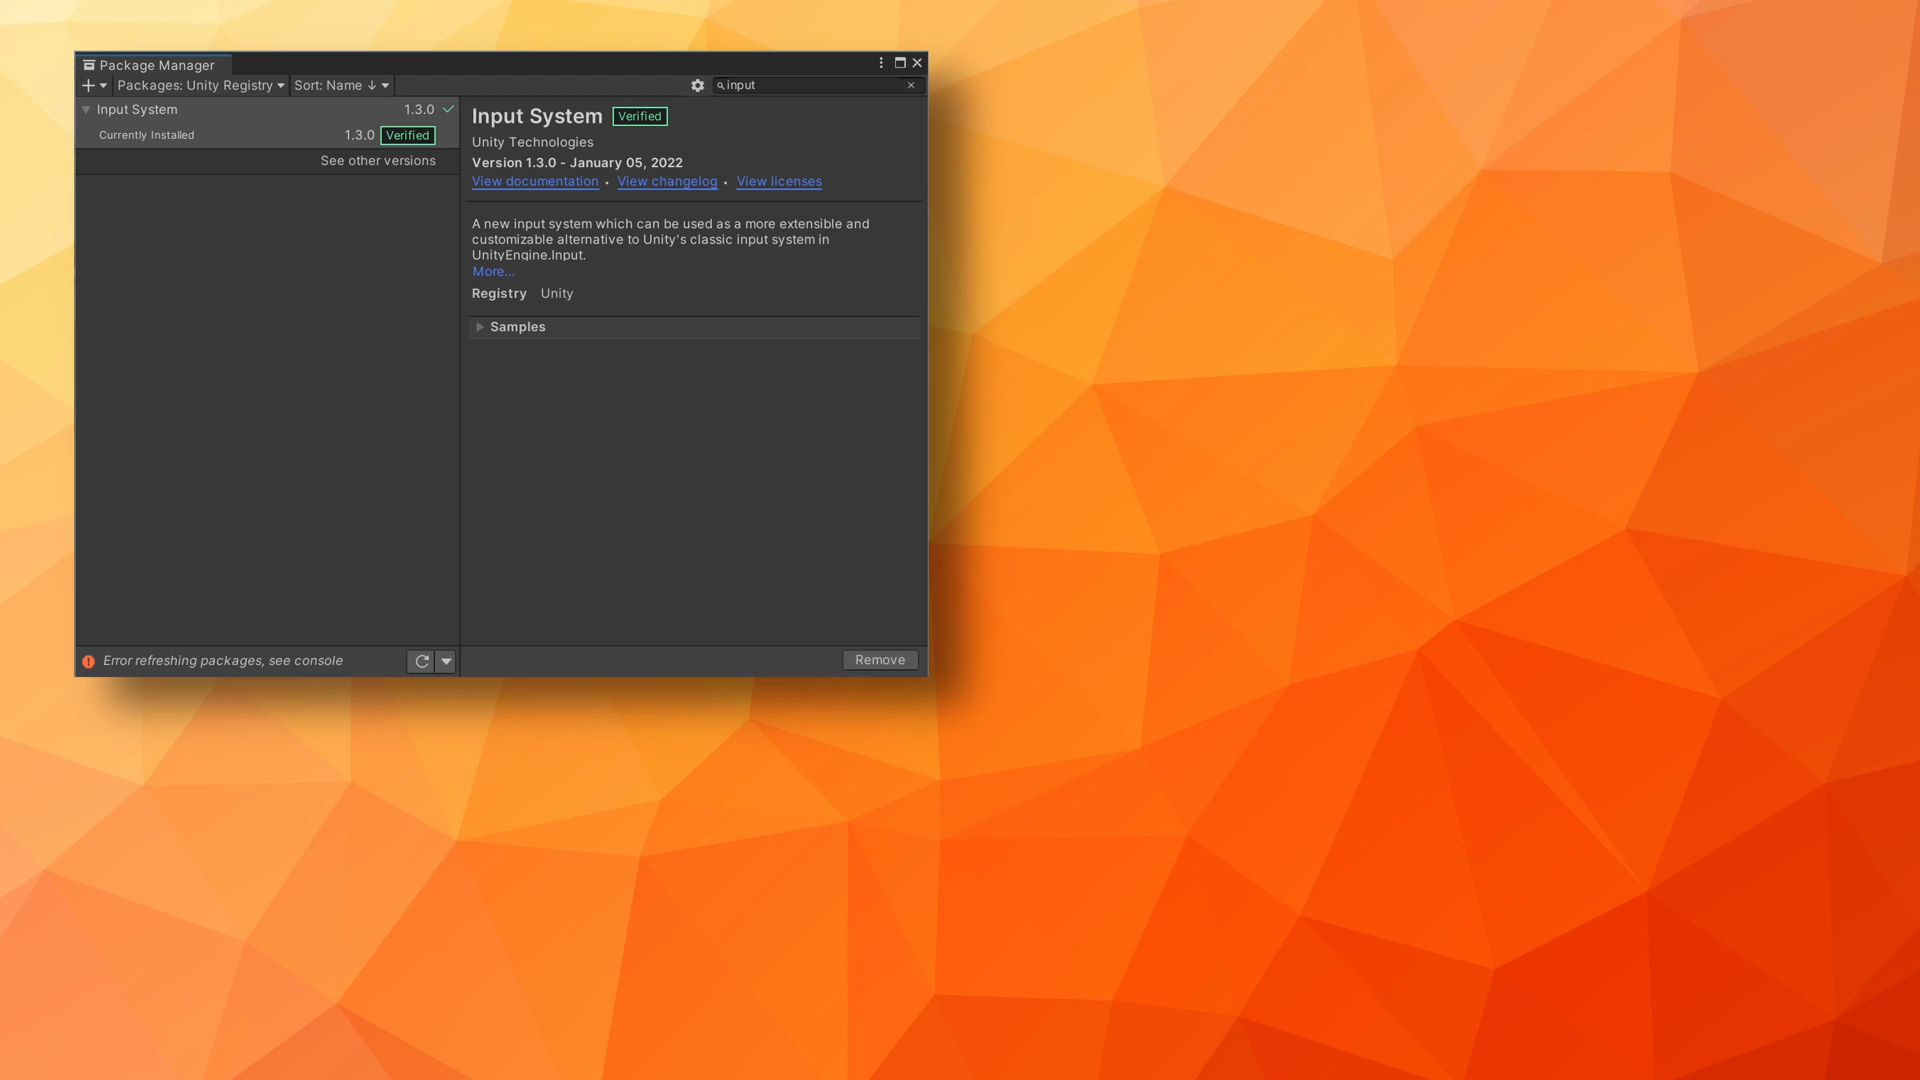 Package Manager
Packages: Unity Registry
Sort: Name ↓
input
Input System 1.3.0
Currently Installed 1.3.0 Verified
See other versions
Input System Verified
Unity Technologies
Version 1.3.0 - January 05, 2022
View documentation • View changelog • View licenses
A new input system which can be used as a more extensible and
customizable alternative to Unity's classic input system in
UnityEngine.Input.
More...
Registry Unity
Samples
Error refreshing packages, see console
Remove